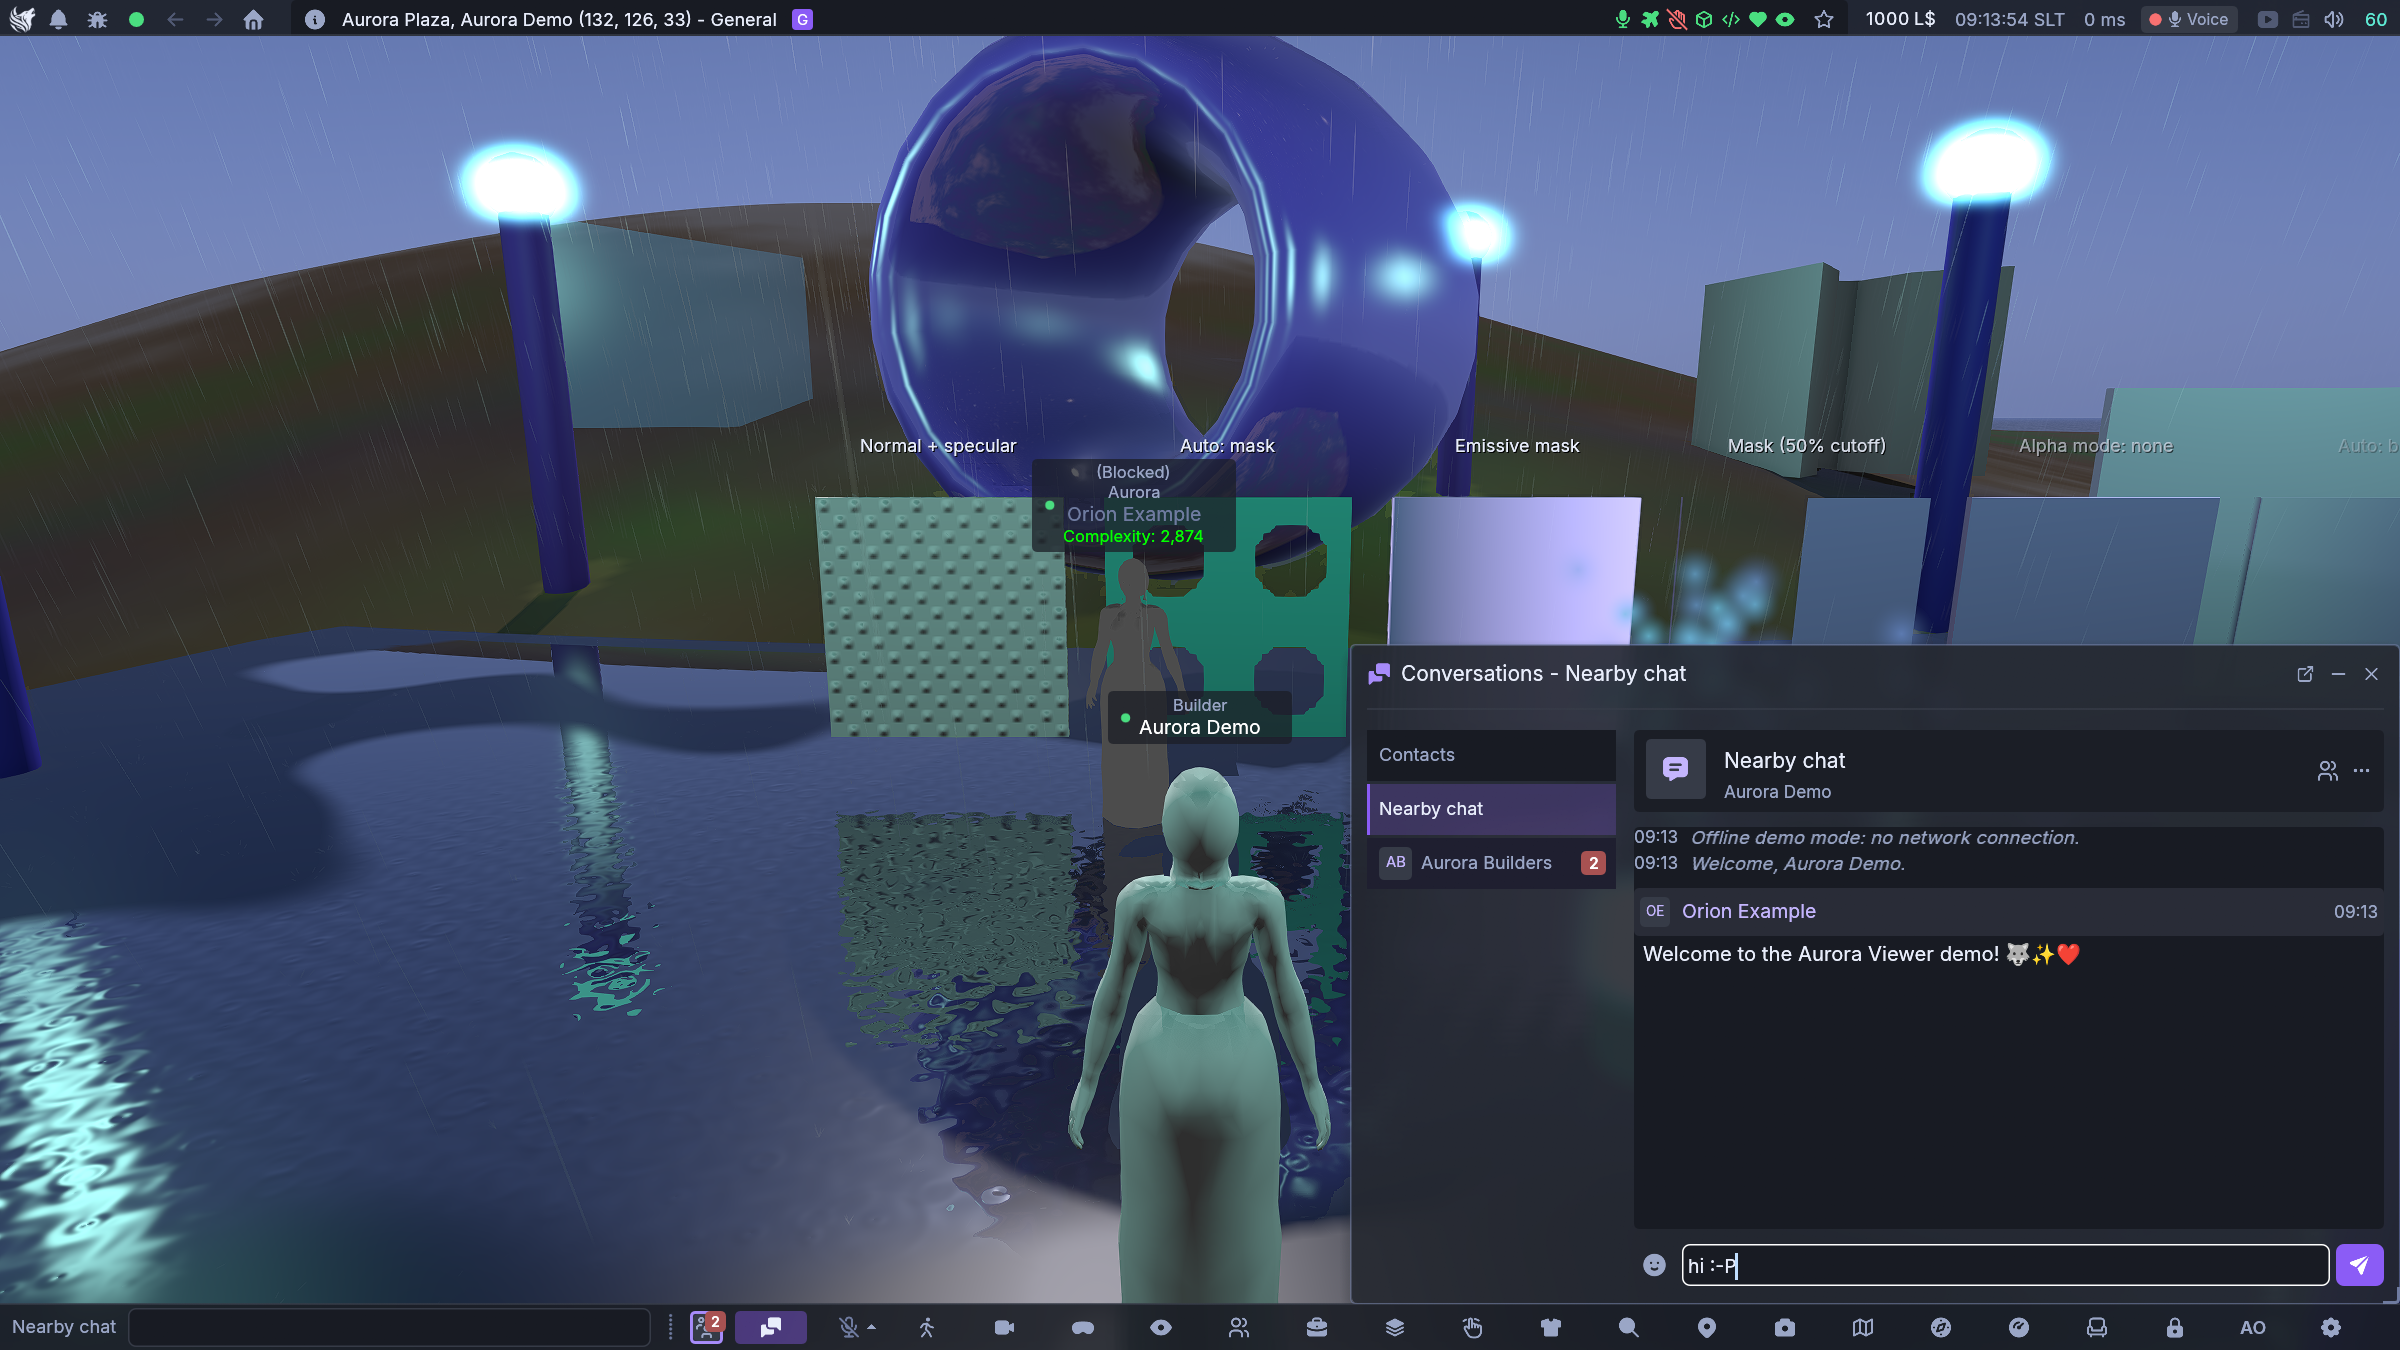 Aurora Plaza, Aurora Demo (132, 126, 33) - General
G
1000 L$
09:13:54 SLT
0 ms
Voice
60
Normal + specular
Auto: mask
Emissive mask
Mask (50% cutoff)
Alpha mode: none
Auto: b
(Blocked)
Aurora
Orion Example
Complexity: 2,874
Builder
Aurora Demo
Conversations - Nearby chat
Contacts
Nearby chat
AB Aurora Builders 2
Nearby chat
Aurora Demo
09:13 Offline demo mode: no network connection.
09:13 Welcome, Aurora Demo.
OE Orion Example 09:13
Welcome to the Aurora Viewer demo! 🐺✨❤️
hi :-P
Nearby chat
2
AO